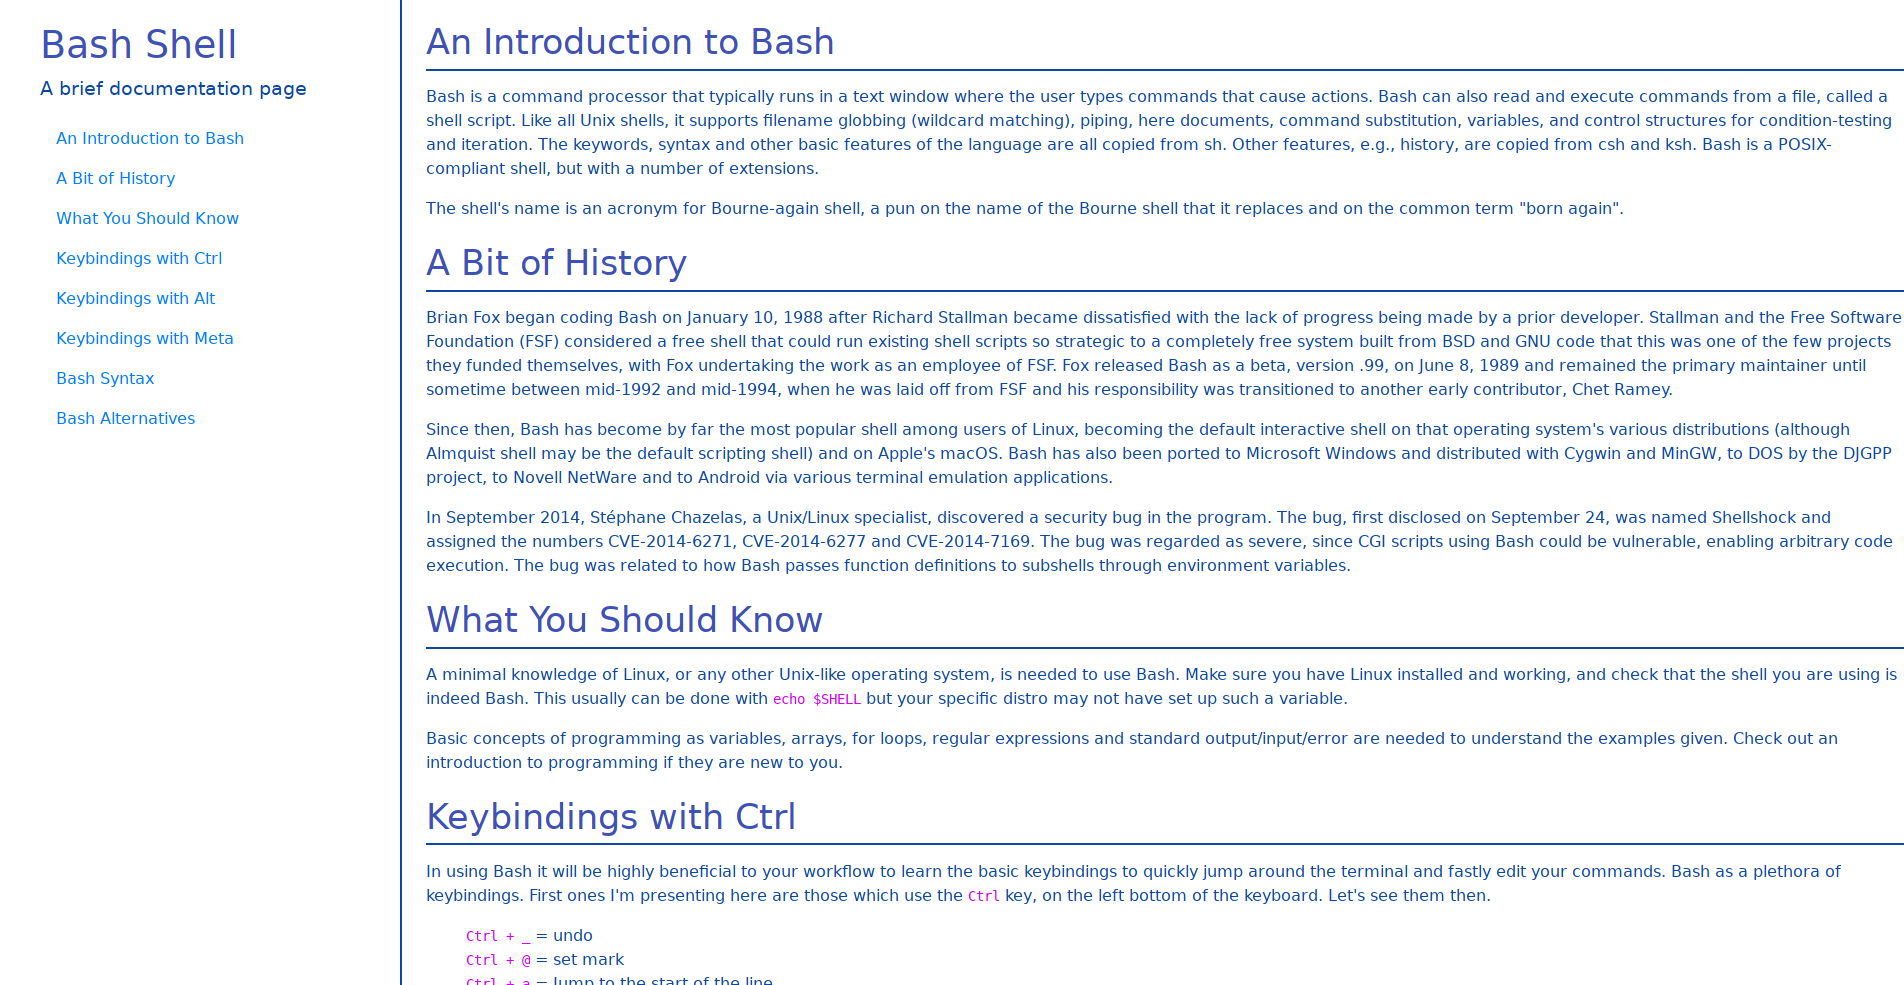 Bash Shell
A brief documentation page
An Introduction to Bash
A Bit of History
What You Should Know
Keybindings with Ctrl
Keybindings with Alt
Keybindings with Meta
Bash Syntax
Bash Alternatives
An Introduction to Bash
Bash is a command processor that typically runs in a text window where the user types commands that cause actions. Bash can also read and execute commands from a file, called a
shell script. Like all Unix shells, it supports filename globbing (wildcard matching), piping, here documents, command substitution, variables, and control structures for condition-testing
and iteration. The keywords, syntax and other basic features of the language are all copied from sh. Other features, e.g., history, are copied from csh and ksh. Bash is a POSIX-
compliant shell, but with a number of extensions.
The shell's name is an acronym for Bourne-again shell, a pun on the name of the Bourne shell that it replaces and on the common term "born again".
A Bit of History
Brian Fox began coding Bash on January 10, 1988 after Richard Stallman became dissatisfied with the lack of progress being made by a prior developer. Stallman and the Free Software
Foundation (FSF) considered a free shell that could run existing shell scripts so strategic to a completely free system built from BSD and GNU code that this was one of the few projects
they funded themselves, with Fox undertaking the work as an employee of FSF. Fox released Bash as a beta, version .99, on June 8, 1989 and remained the primary maintainer until
sometime between mid-1992 and mid-1994, when he was laid off from FSF and his responsibility was transitioned to another early contributor, Chet Ramey.
Since then, Bash has become by far the most popular shell among users of Linux, becoming the default interactive shell on that operating system's various distributions (although
Almquist shell may be the default scripting shell) and on Apple's macOS. Bash has also been ported to Microsoft Windows and distributed with Cygwin and MinGW, to DOS by the DJGPP
project, to Novell NetWare and to Android via various terminal emulation applications.
In September 2014, Stéphane Chazelas, a Unix/Linux specialist, discovered a security bug in the program. The bug, first disclosed on September 24, was named Shellshock and
assigned the numbers CVE-2014-6271, CVE-2014-6277 and CVE-2014-7169. The bug was regarded as severe, since CGI scripts using Bash could be vulnerable, enabling arbitrary code
execution. The bug was related to how Bash passes function definitions to subshells through environment variables.
What You Should Know
A minimal knowledge of Linux, or any other Unix-like operating system, is needed to use Bash. Make sure you have Linux installed and working, and check that the shell you are using is
indeed Bash. This usually can be done with echo $SHELL but your specific distro may not have set up such a variable.
Basic concepts of programming as variables, arrays, for loops, regular expressions and standard output/input/error are needed to understand the examples given. Check out an
introduction to programming if they are new to you.
Keybindings with Ctrl
In using Bash it will be highly beneficial to your workflow to learn the basic keybindings to quickly jump around the terminal and fastly edit your commands. Bash as a plethora of
keybindings. First ones I'm presenting here are those which use the Ctrl key, on the left bottom of the keyboard. Let's see them then.
Ctrl + _ = undo
Ctrl + @ = set mark
Ctrl + a = Jump to the start of the line